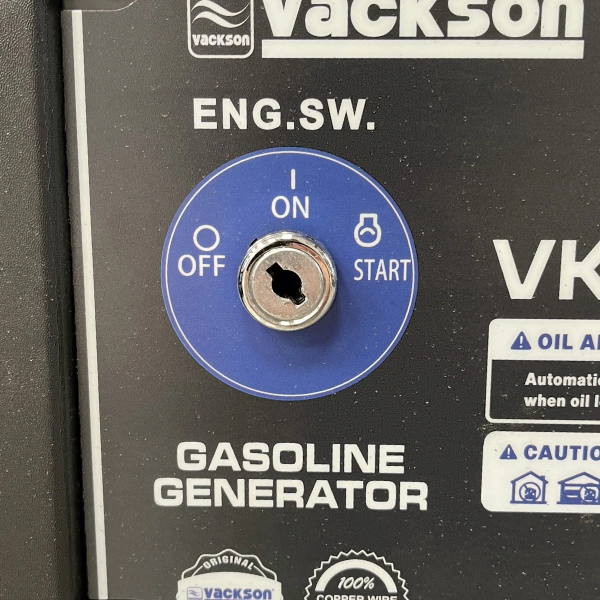 vackson
vackson
ENG.SW.
ON
OFF
START
VK
OIL
Automati
when oil
GASOLINE
GENERATOR
CAUTIO
ORIGINAL
vackson
100%
COPPER WIRE